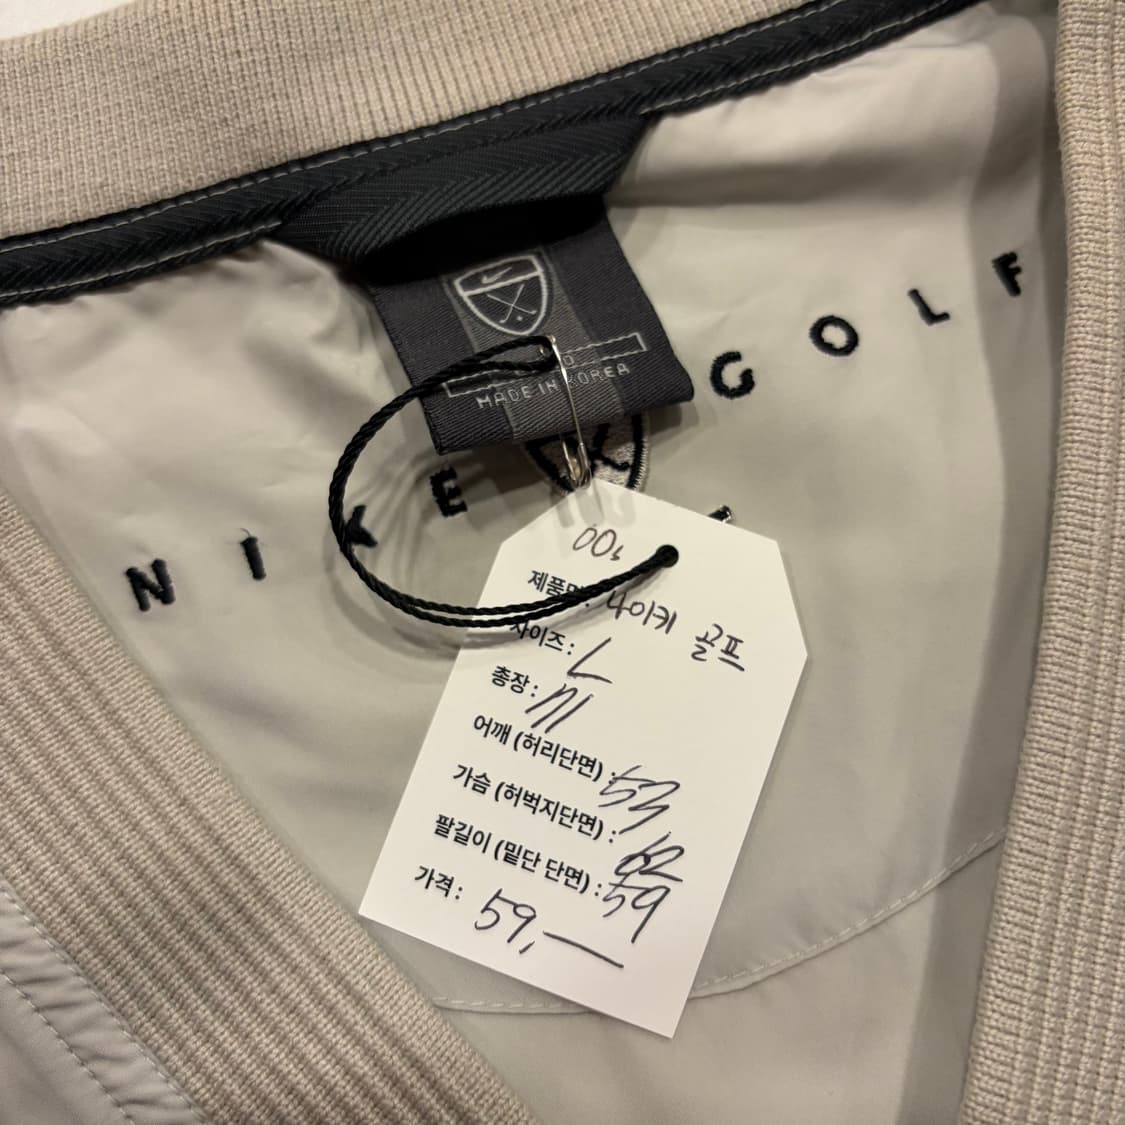 MADE IN KOREA
NIKE GOLF
00s
제품명: 나이키 골프
사이즈: L
총장: 71
어깨 (허리단면): 53
가슴 (허벅지단면): 62
팔길이 (밑단 단면): 59
가격: 59,—